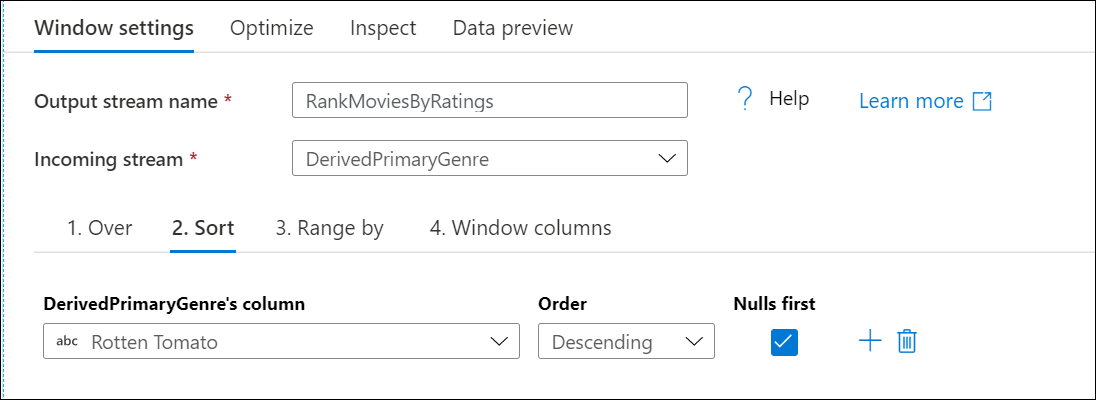 Window settings Optimize Inspect Data preview
Output stream name * RankMoviesByRatings ? Help Learn more
Incoming stream * DerivedPrimaryGenre
1. Over 2. Sort 3. Range by 4. Window columns
DerivedPrimaryGenre's column Order Nulls first
abc Rotten Tomato Descending